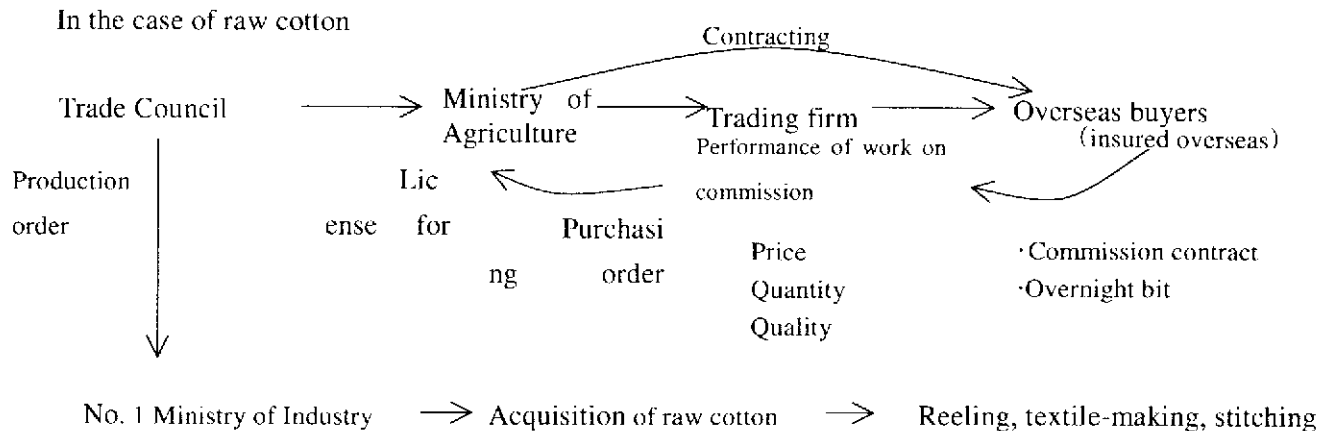 In the case of raw cotton
Contracting
Trade Council
Ministry of
Agriculture
Trading firm
Performance of work on
commission
Overseas buyers
(insured overseas)
Production
order
Lic
ense for
Purchasi
ng order
Price
Quantity
Quality
·Commission contract
·Overnight bit
No. 1 Ministry of Industry
Acquisition of raw cotton
Reeling, textile-making, stitching